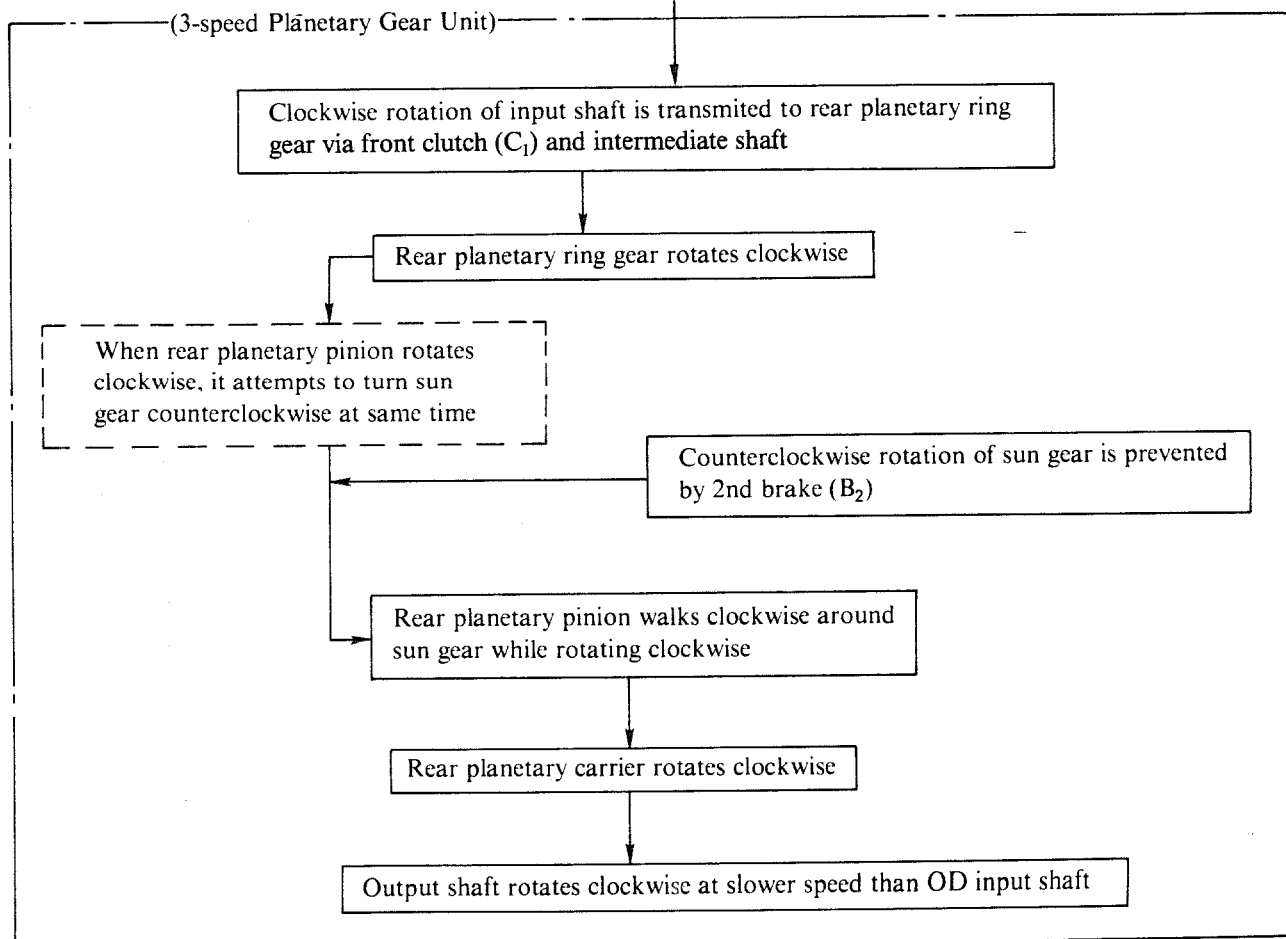 (3-speed Planetary Gear Unit)
Clockwise rotation of input shaft is transmited to rear planetary ring
gear via front clutch (C₁) and intermediate shaft
Rear planetary ring gear rotates clockwise
When rear planetary pinion rotates
clockwise, it attempts to turn sun
gear counterclockwise at same time
Counterclockwise rotation of sun gear is prevented
by 2nd brake (B₂)
Rear planetary pinion walks clockwise around
sun gear while rotating clockwise
Rear planetary carrier rotates clockwise
Output shaft rotates clockwise at slower speed than OD input shaft